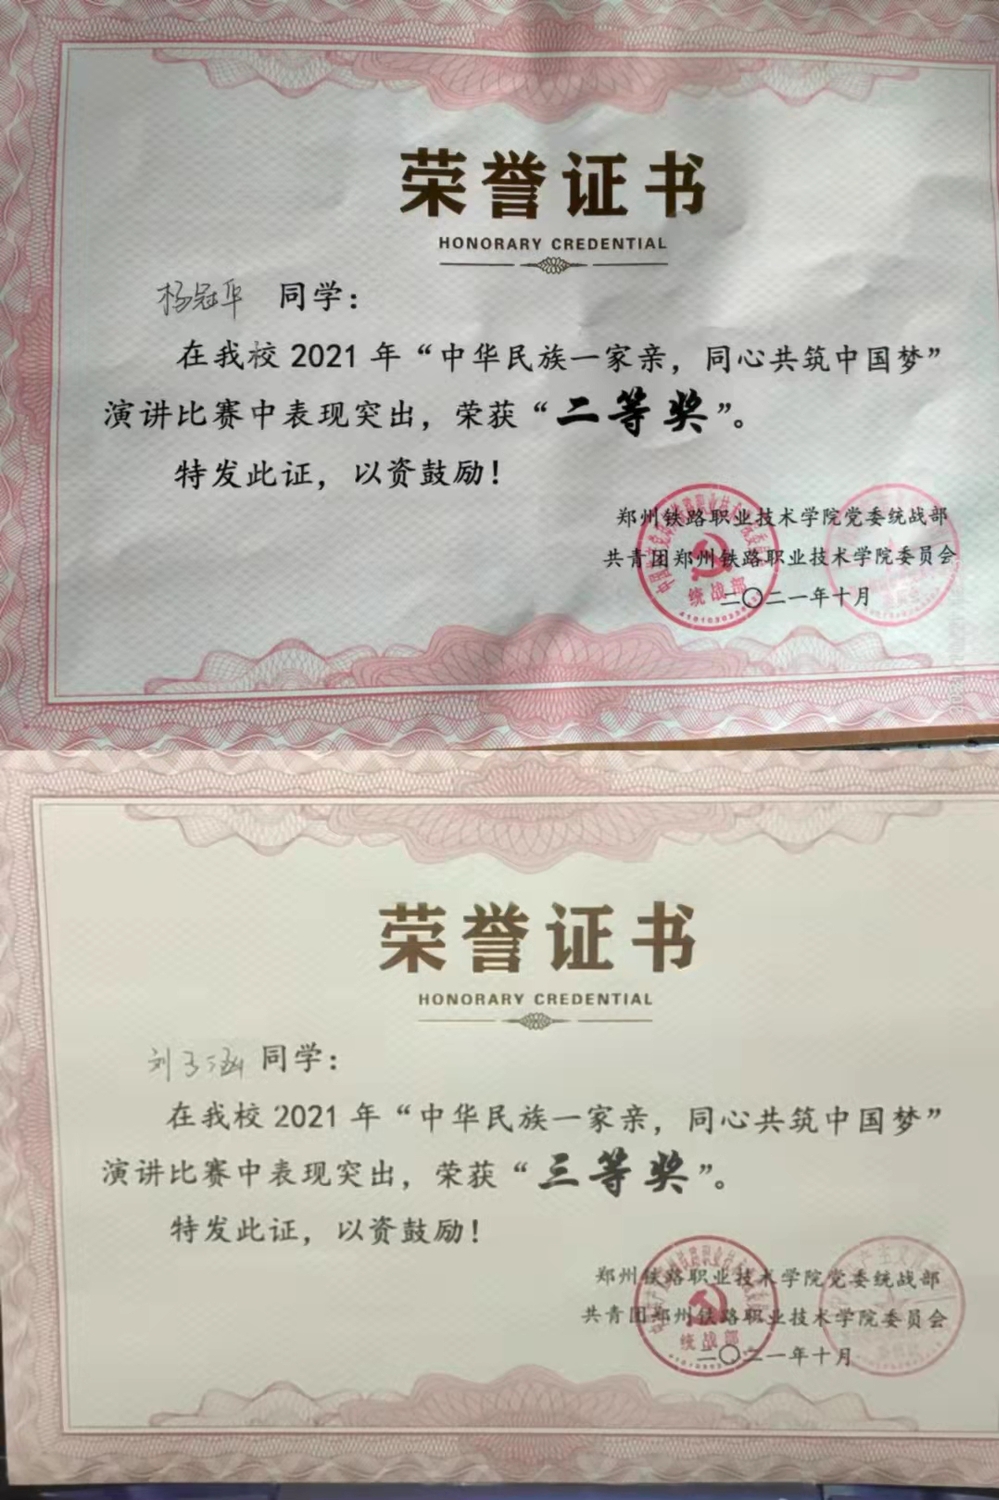 荣誉证书
HONORARY CREDENTIAL
杨冠华 同学：
在我校 2021 年“中华民族一家亲，同心共筑中国梦”
演讲比赛中表现突出，荣获“二等奖”。
特发此证，以资鼓励！
郑州铁路职业技术学院党委统战部
共青团郑州铁路职业技术学院委员会
二〇二一年十月
统战部
荣誉证书
HONORARY CREDENTIAL
刘子涵 同学：
在我校 2021 年“中华民族一家亲，同心共筑中国梦”
演讲比赛中表现突出，荣获“三等奖”。
特发此证，以资鼓励！
郑州铁路职业技术学院党委统战部
共青团郑州铁路职业技术学院委员会
二〇二一年十月
统战部